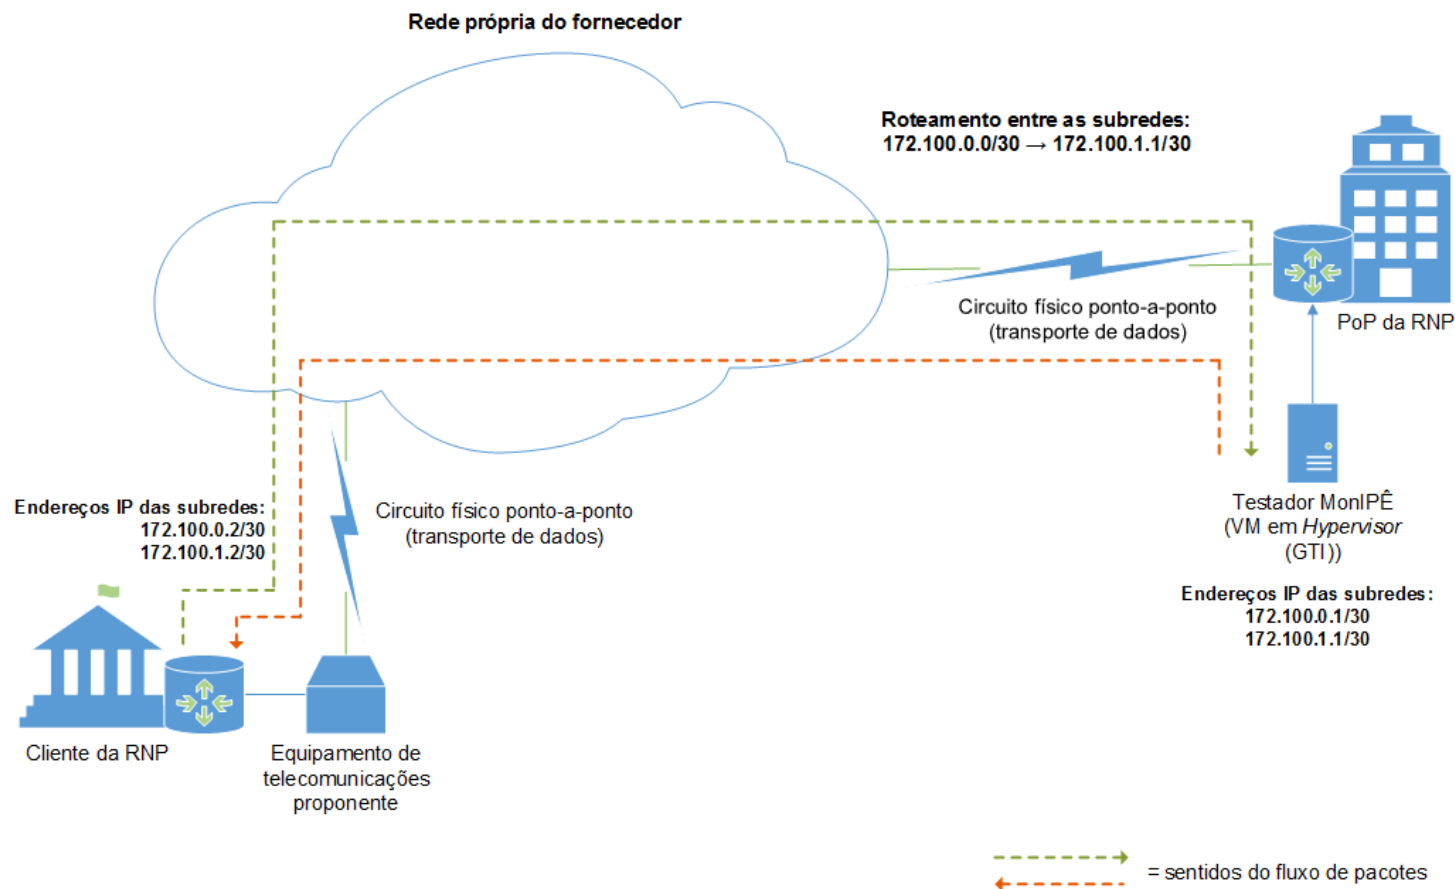 Rede própria do fornecedor
Roteamento entre as subredes:
172.100.0.0/30 → 172.100.1.1/30
Circuito físico ponto-a-ponto
(transporte de dados)
PoP da RNP
Endereços IP das subredes:
172.100.0.2/30
172.100.1.2/30
Circuito físico ponto-a-ponto
(transporte de dados)
Testador MonIPÊ
(VM em Hypervisor
(GTI))
Endereços IP das subredes:
172.100.0.1/30
172.100.1.1/30
Cliente da RNP
Equipamento de
telecomunicações
proponente
= sentidos do fluxo de pacotes